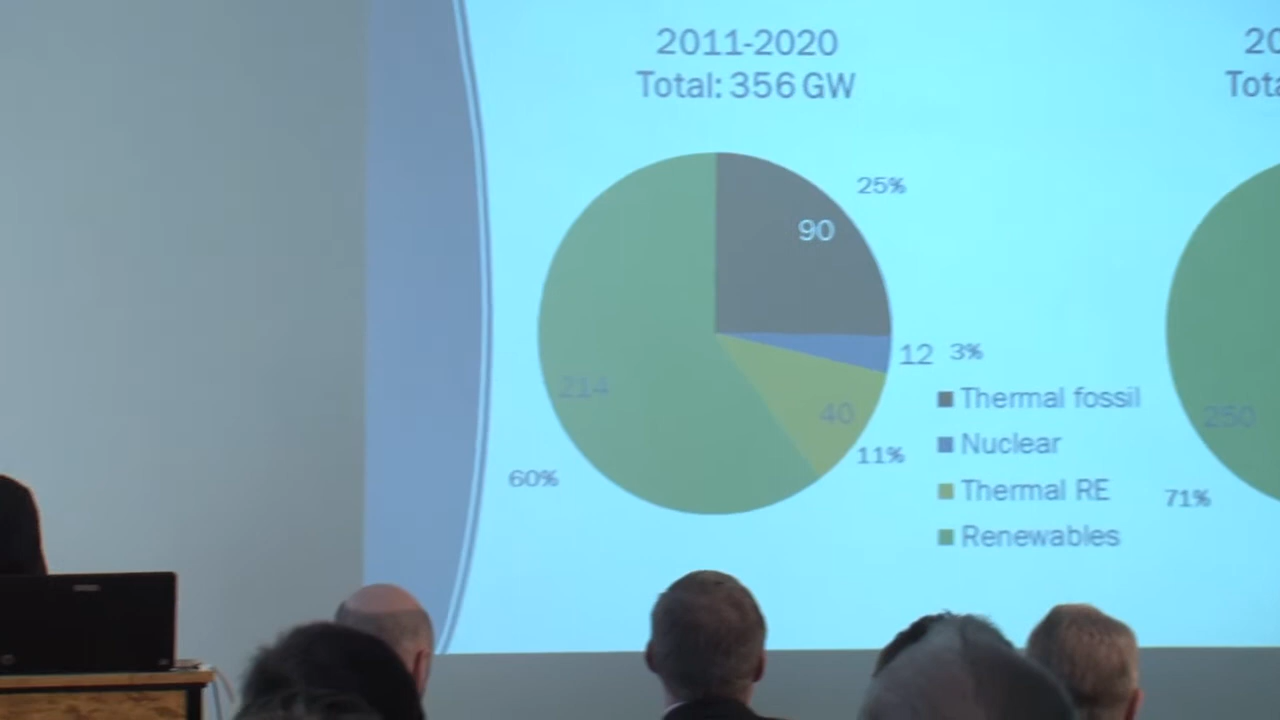 2011-2020
Total: 356 GW
25%
90
12 3%
214
40
11%
60%
Thermal fossil
Nuclear
Thermal RE
Renewables
250
71%